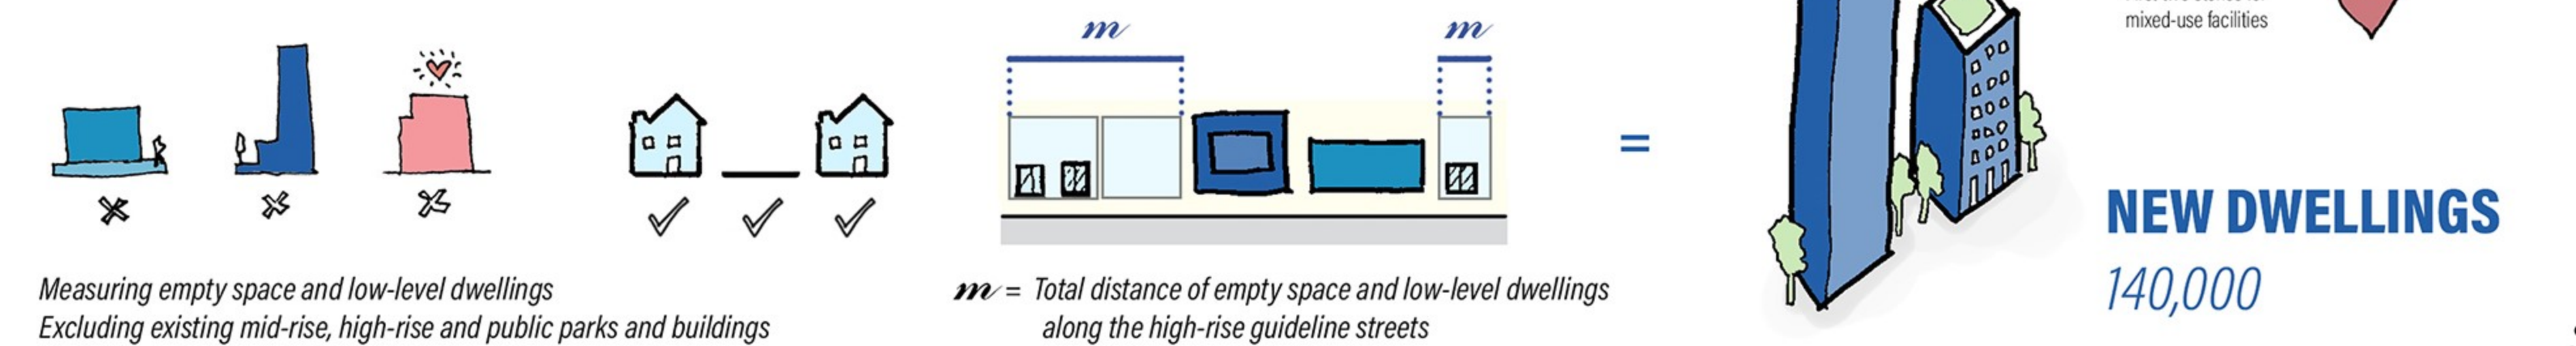 m
m
mixed-use facilities
=
NEW DWELLINGS
140,000
Measuring empty space and low-level dwellings
Excluding existing mid-rise, high-rise and public parks and buildings
m = Total distance of empty space and low-level dwellings
along the high-rise guideline streets